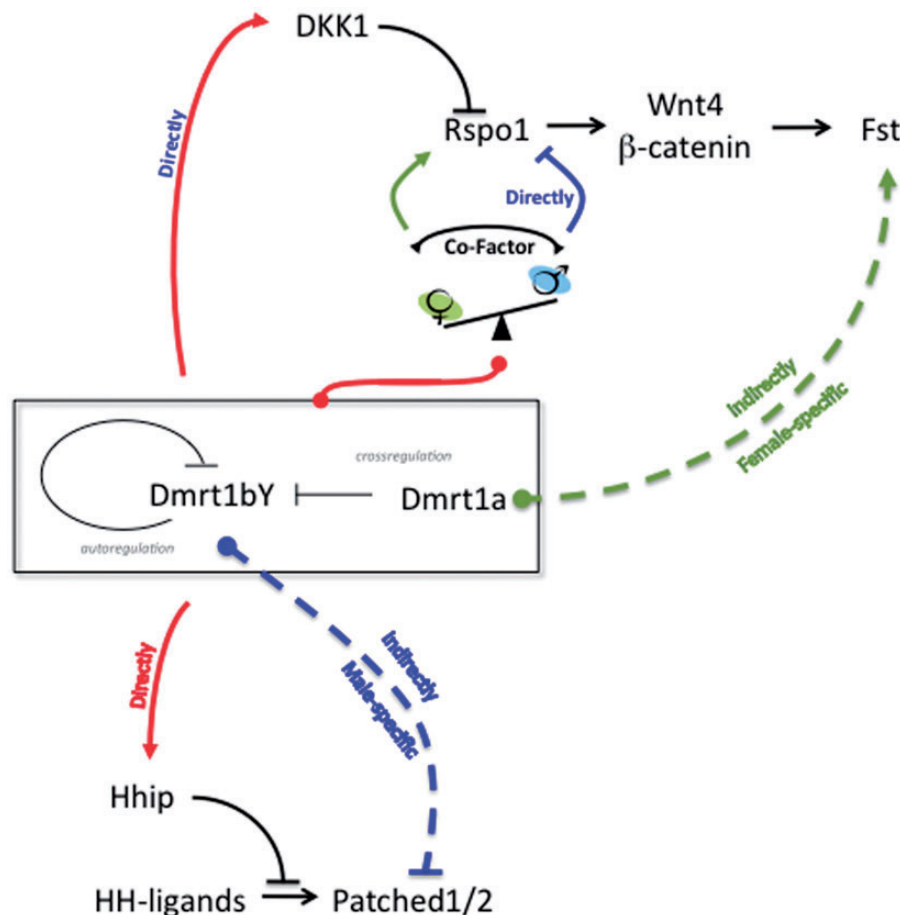 DKK1
Directly
Rspo1
Wnt4
β-catenin
Fst
Directly
Co-Factor
♀
♂
Indirectly
Female-specific
crossregulation
Dmrt1bY
Dmrt1a
autoregulation
Directly
Indirectly
Male-specific
Hhip
HH-ligands
Patched1/2